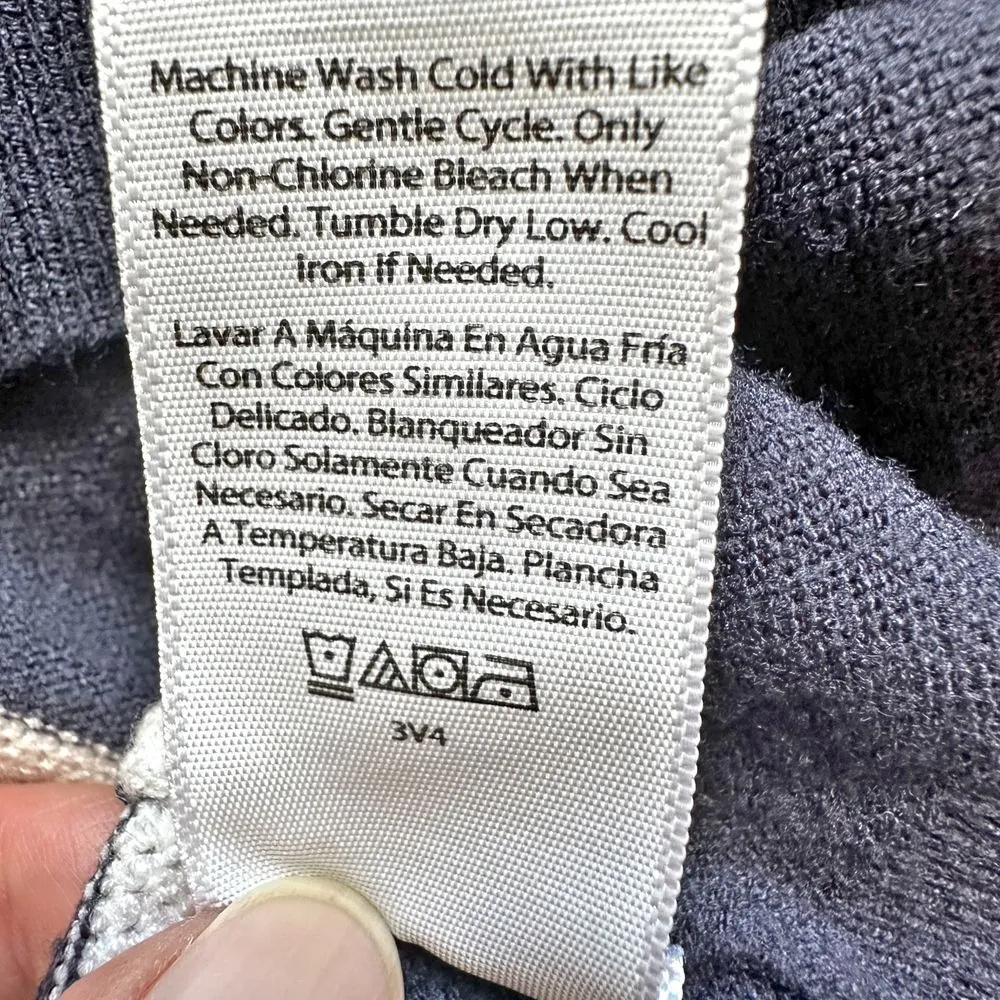 Machine Wash Cold With Like
Colors. Gentle Cycle. Only
Non-Chlorine Bleach When
Needed. Tumble Dry Low. Cool
Iron If Needed.
Lavar A Máquina En Agua Fría
Con Colores Similares. Ciclo
Delicado. Blanqueador Sin
Cloro Solamente Cuando Sea
Necesario. Secar En Secadora
A Temperatura Baja. Plancha
Templada, Si Es Necesario.
3V4